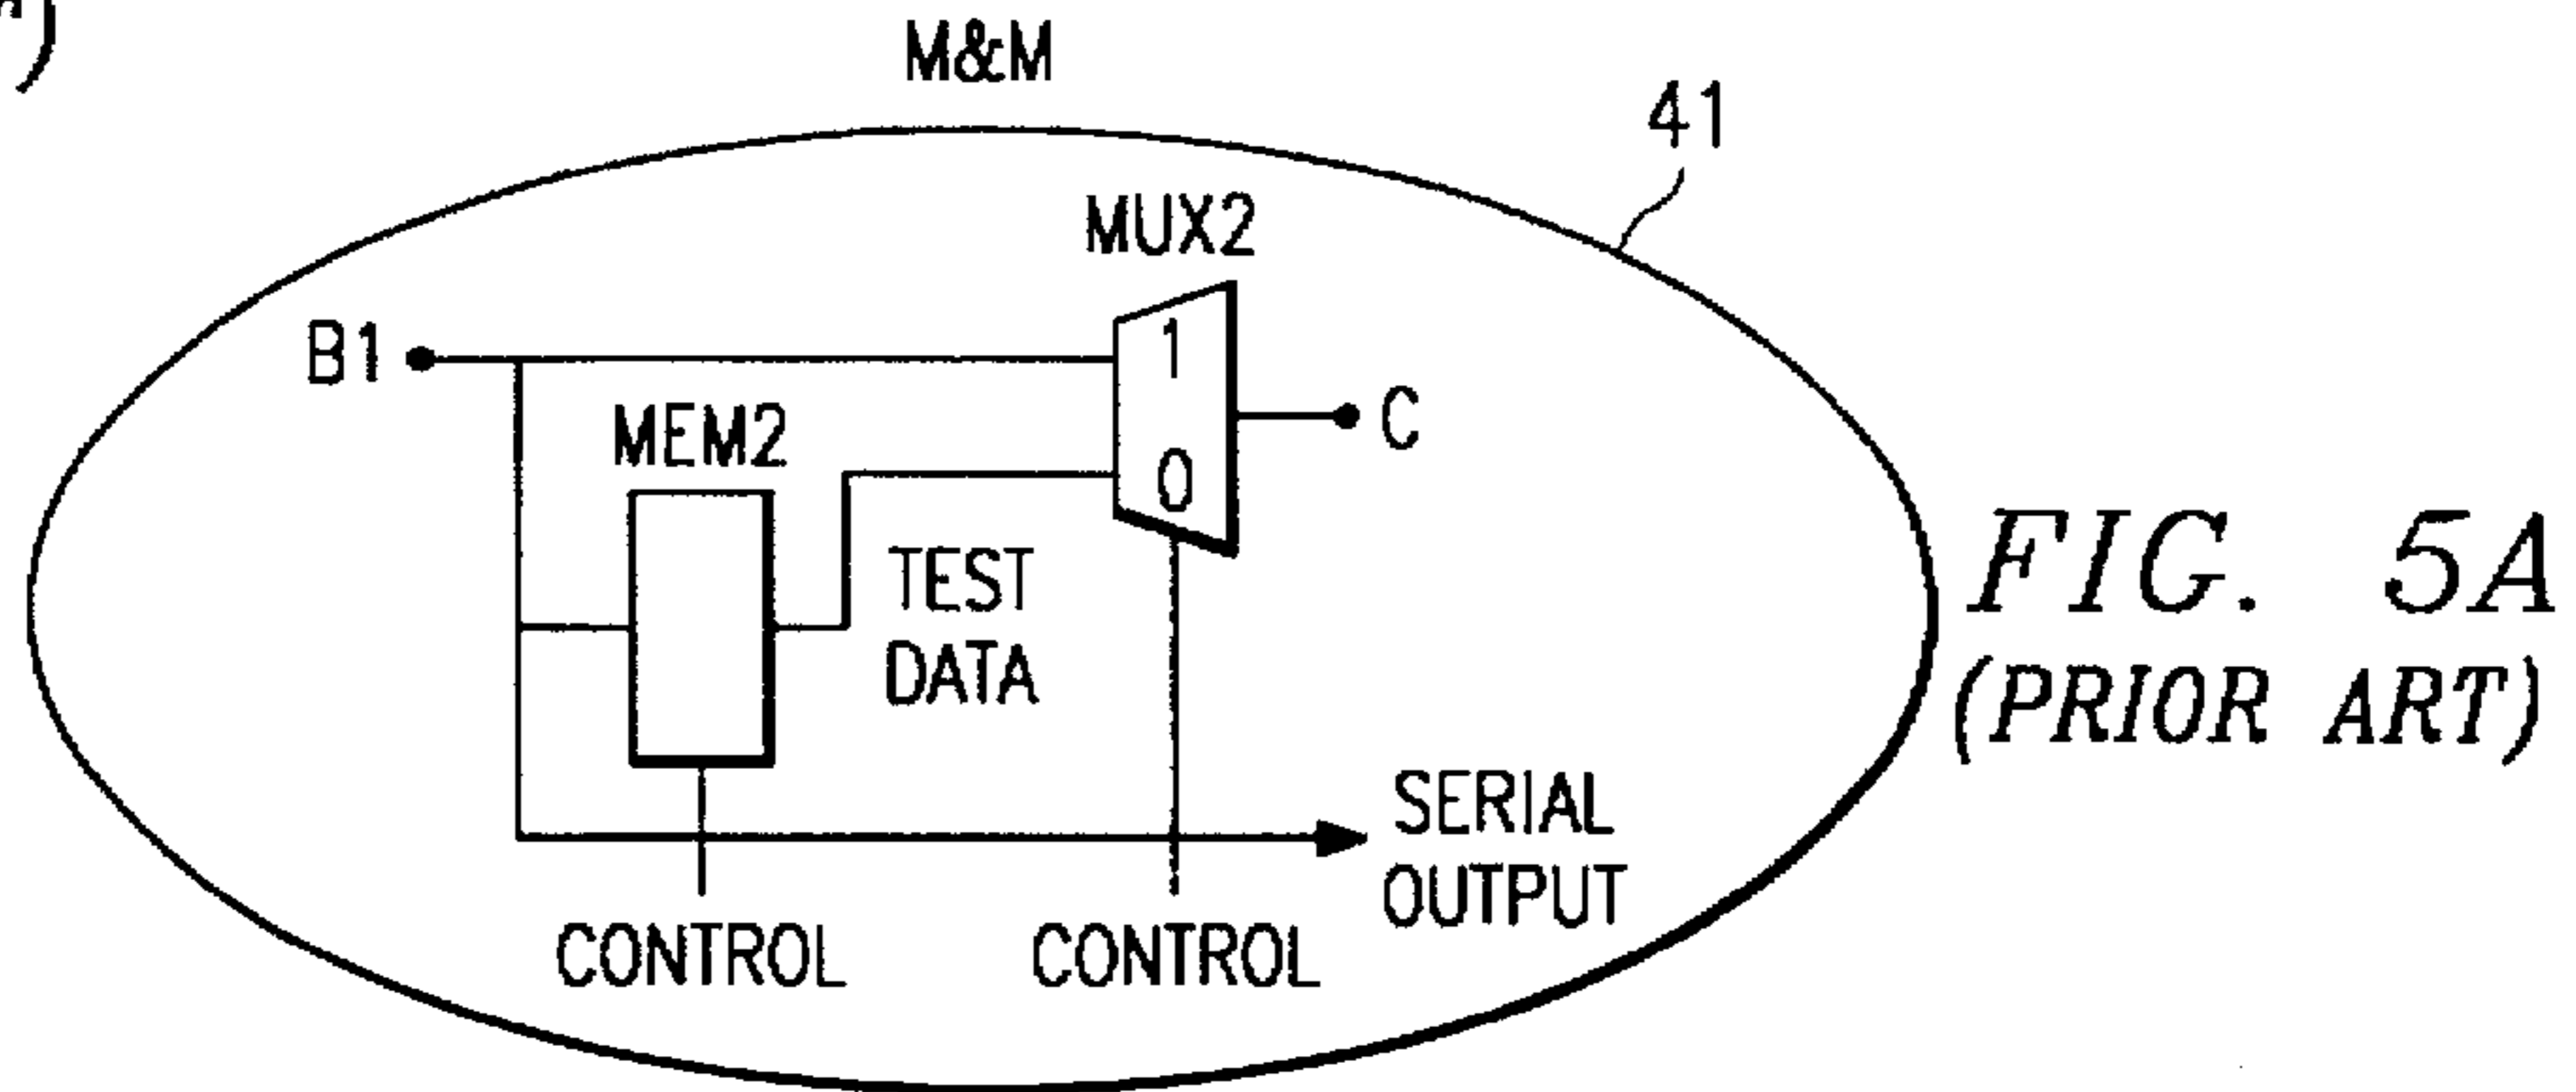 M&M
41
MUX2
B1
1
MEM2
C
0
TEST
DATA
SERIAL
OUTPUT
CONTROL
CONTROL
FIG. 5A
(PRIOR ART)